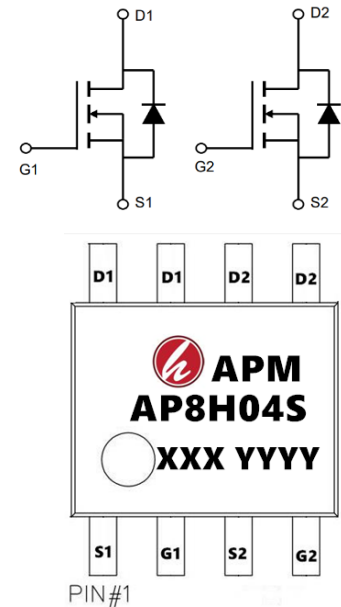 D1 D2
G1 G2
S1 S2
D1 D1 D2 D2
APM
AP8H04S
XXX YYYY
S1 G1 S2 G2
PIN#1